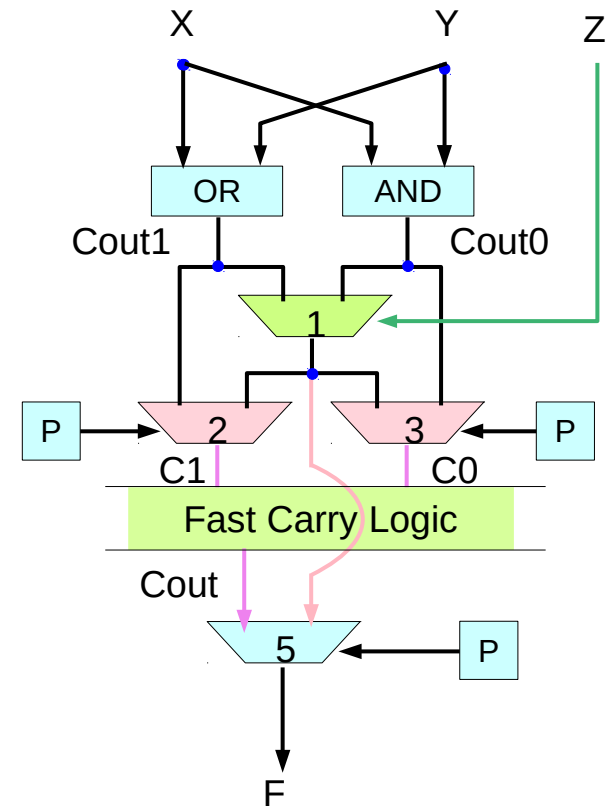 X Y Z
OR AND
Cout1 Cout0
1
P 2 3 P
C1 C0
Fast Carry Logic
Cout
5 P
F